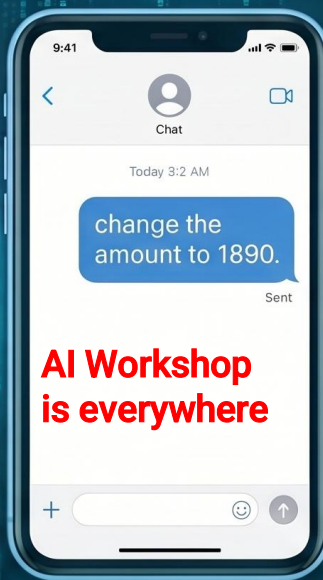 9:41
Chat
Today 3:2 AM
change the
amount to 1890.
Sent
AI Workshop
is everywhere